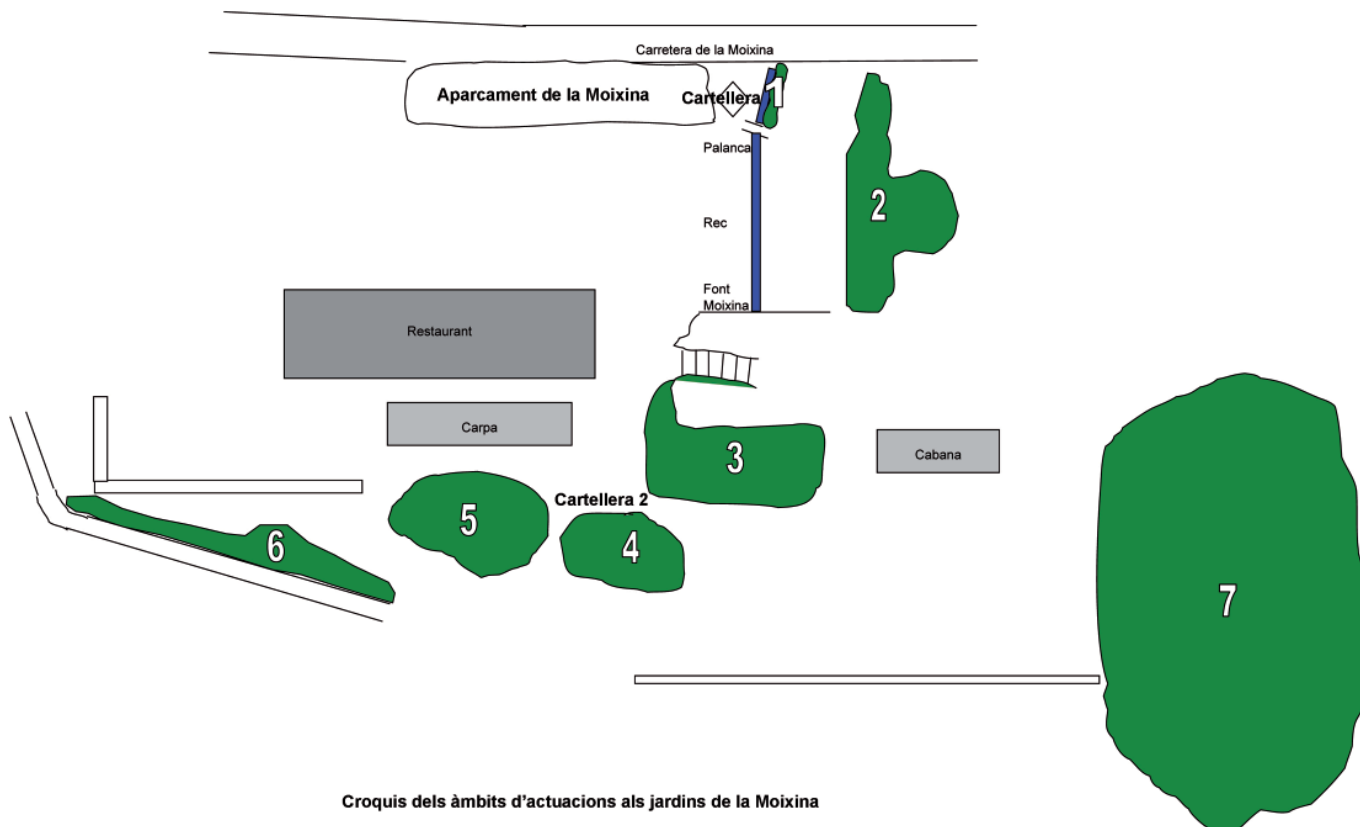 Carretera de la Moixina
Aparcament de la Moixina
Cartellera
1
Palanca
2
Rec
Font
Moixina
Restaurant
Carpa
3
Cabana
Cartellera 2
5
4
6
7
Croquis dels àmbits d'actuacions als jardins de la Moixina